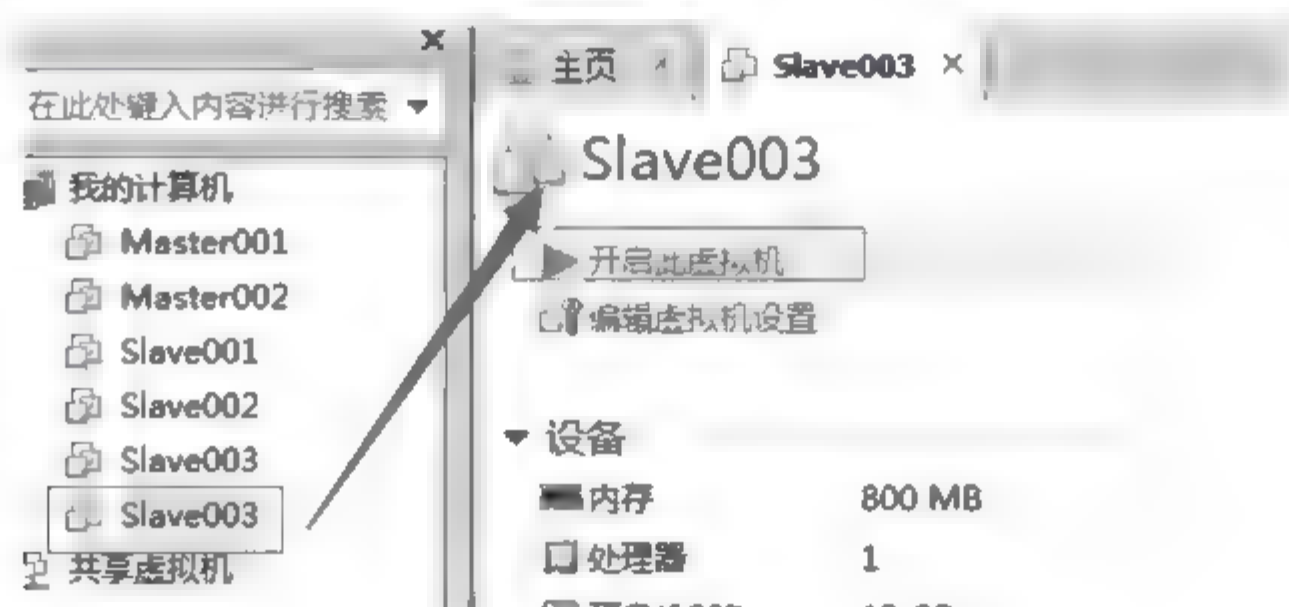 在此处键入内容进行搜索
我的计算机
Master001
Master002
Slave001
Slave002
Slave003
Slave003
共享虚拟机
主页
Slave003
Slave003
开启此虚拟机
编辑虚拟机设置
设备
内存 800 MB
处理器 1